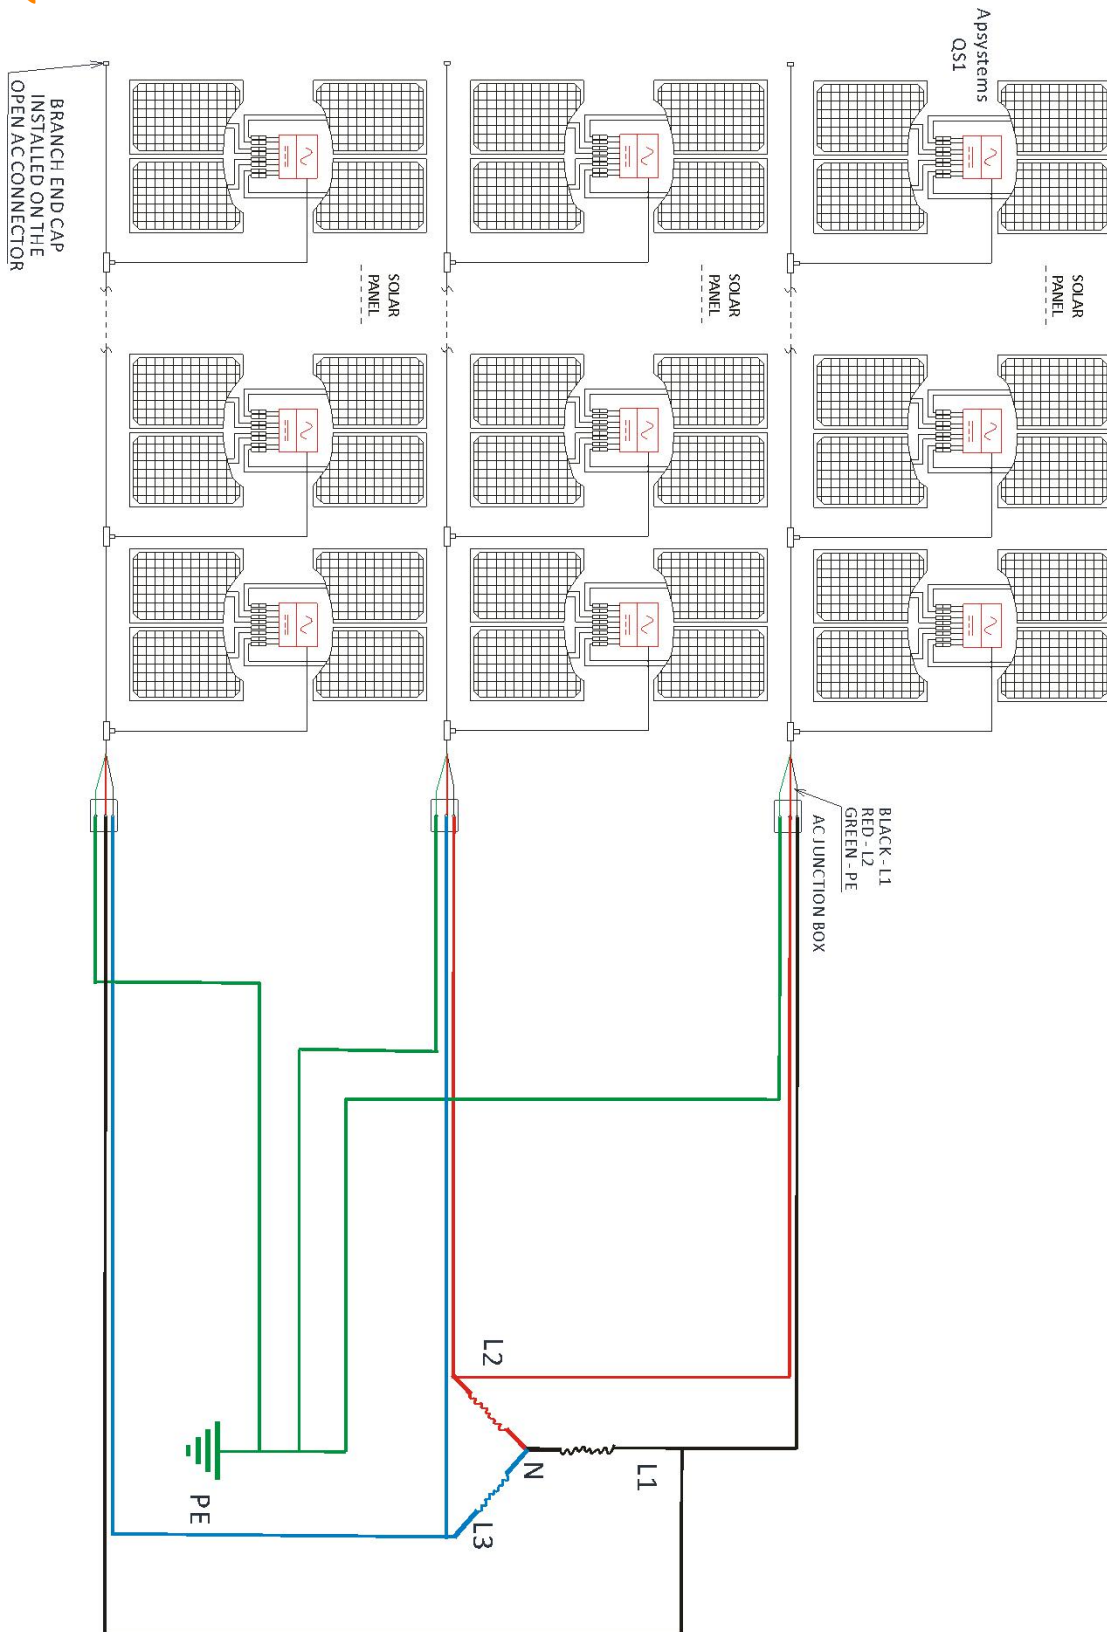 Apsystems
QS1
SOLAR
PANEL
SOLAR
PANEL
SOLAR
PANEL
BRANCH END CAP
INSTALLED ON THE
OPEN AC CONNECTOR
BLACK - L1
RED - L2
GREEN - PE
AC JUNCTION BOX
L2
L1
N
L3
PE